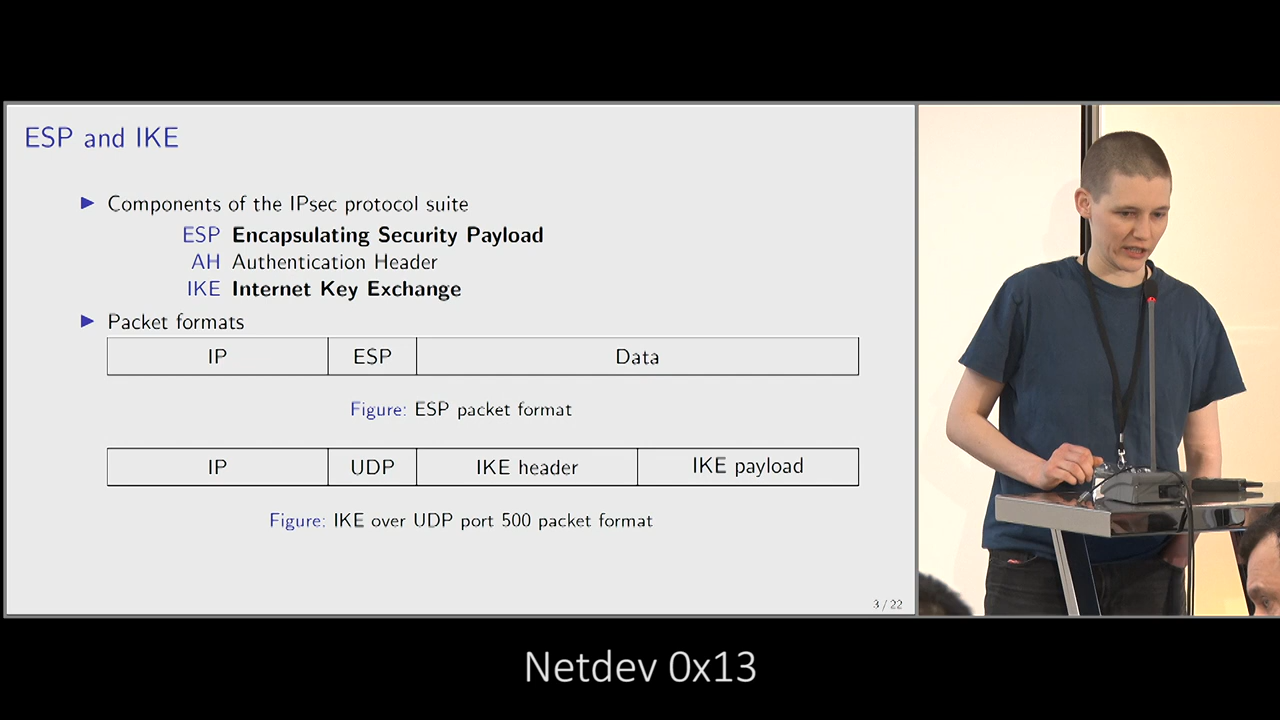 ESP and IKE
▶ Components of the IPsec protocol suite
ESP Encapsulating Security Payload
AH Authentication Header
IKE Internet Key Exchange
▶ Packet formats
IP ESP Data
Figure: ESP packet format
IP UDP IKE header IKE payload
Figure: IKE over UDP port 500 packet format
3 / 22
Netdev 0x13